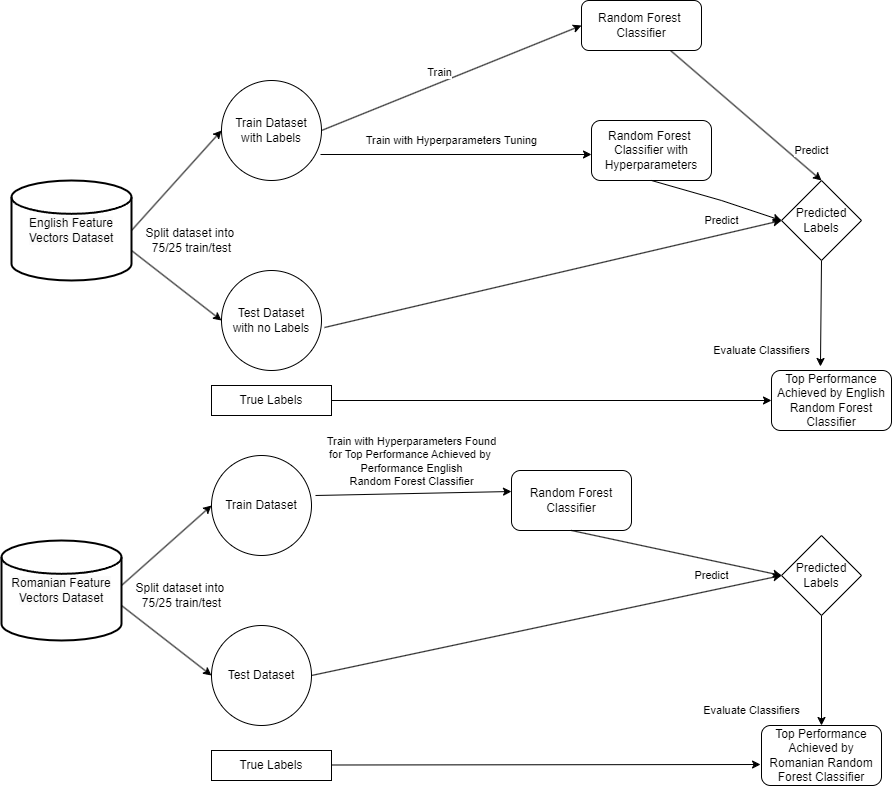 Random Forest
Classifier
Train
Train Dataset
with Labels
Train with Hyperparameters Tuning
Random Forest
Classifier with
Hyperparameters
Predict
English Feature
Vectors Dataset
Split dataset into
75/25 train/test
Predict
Predicted
Labels
Test Dataset
with no Labels
Evaluate Classifiers
True Labels
Top Performance
Achieved by English
Random Forest
Classifier
Train with Hyperparameters Found
for Top Performance Achieved by
Performance English
Random Forest Classifier
Train Dataset
Random Forest
Classifier
Romanian Feature
Vectors Dataset
Split dataset into
75/25 train/test
Predict
Predicted
Labels
Test Dataset
Evaluate Classifiers
True Labels
Top Performance
Achieved by
Romanian Random
Forest Classifier